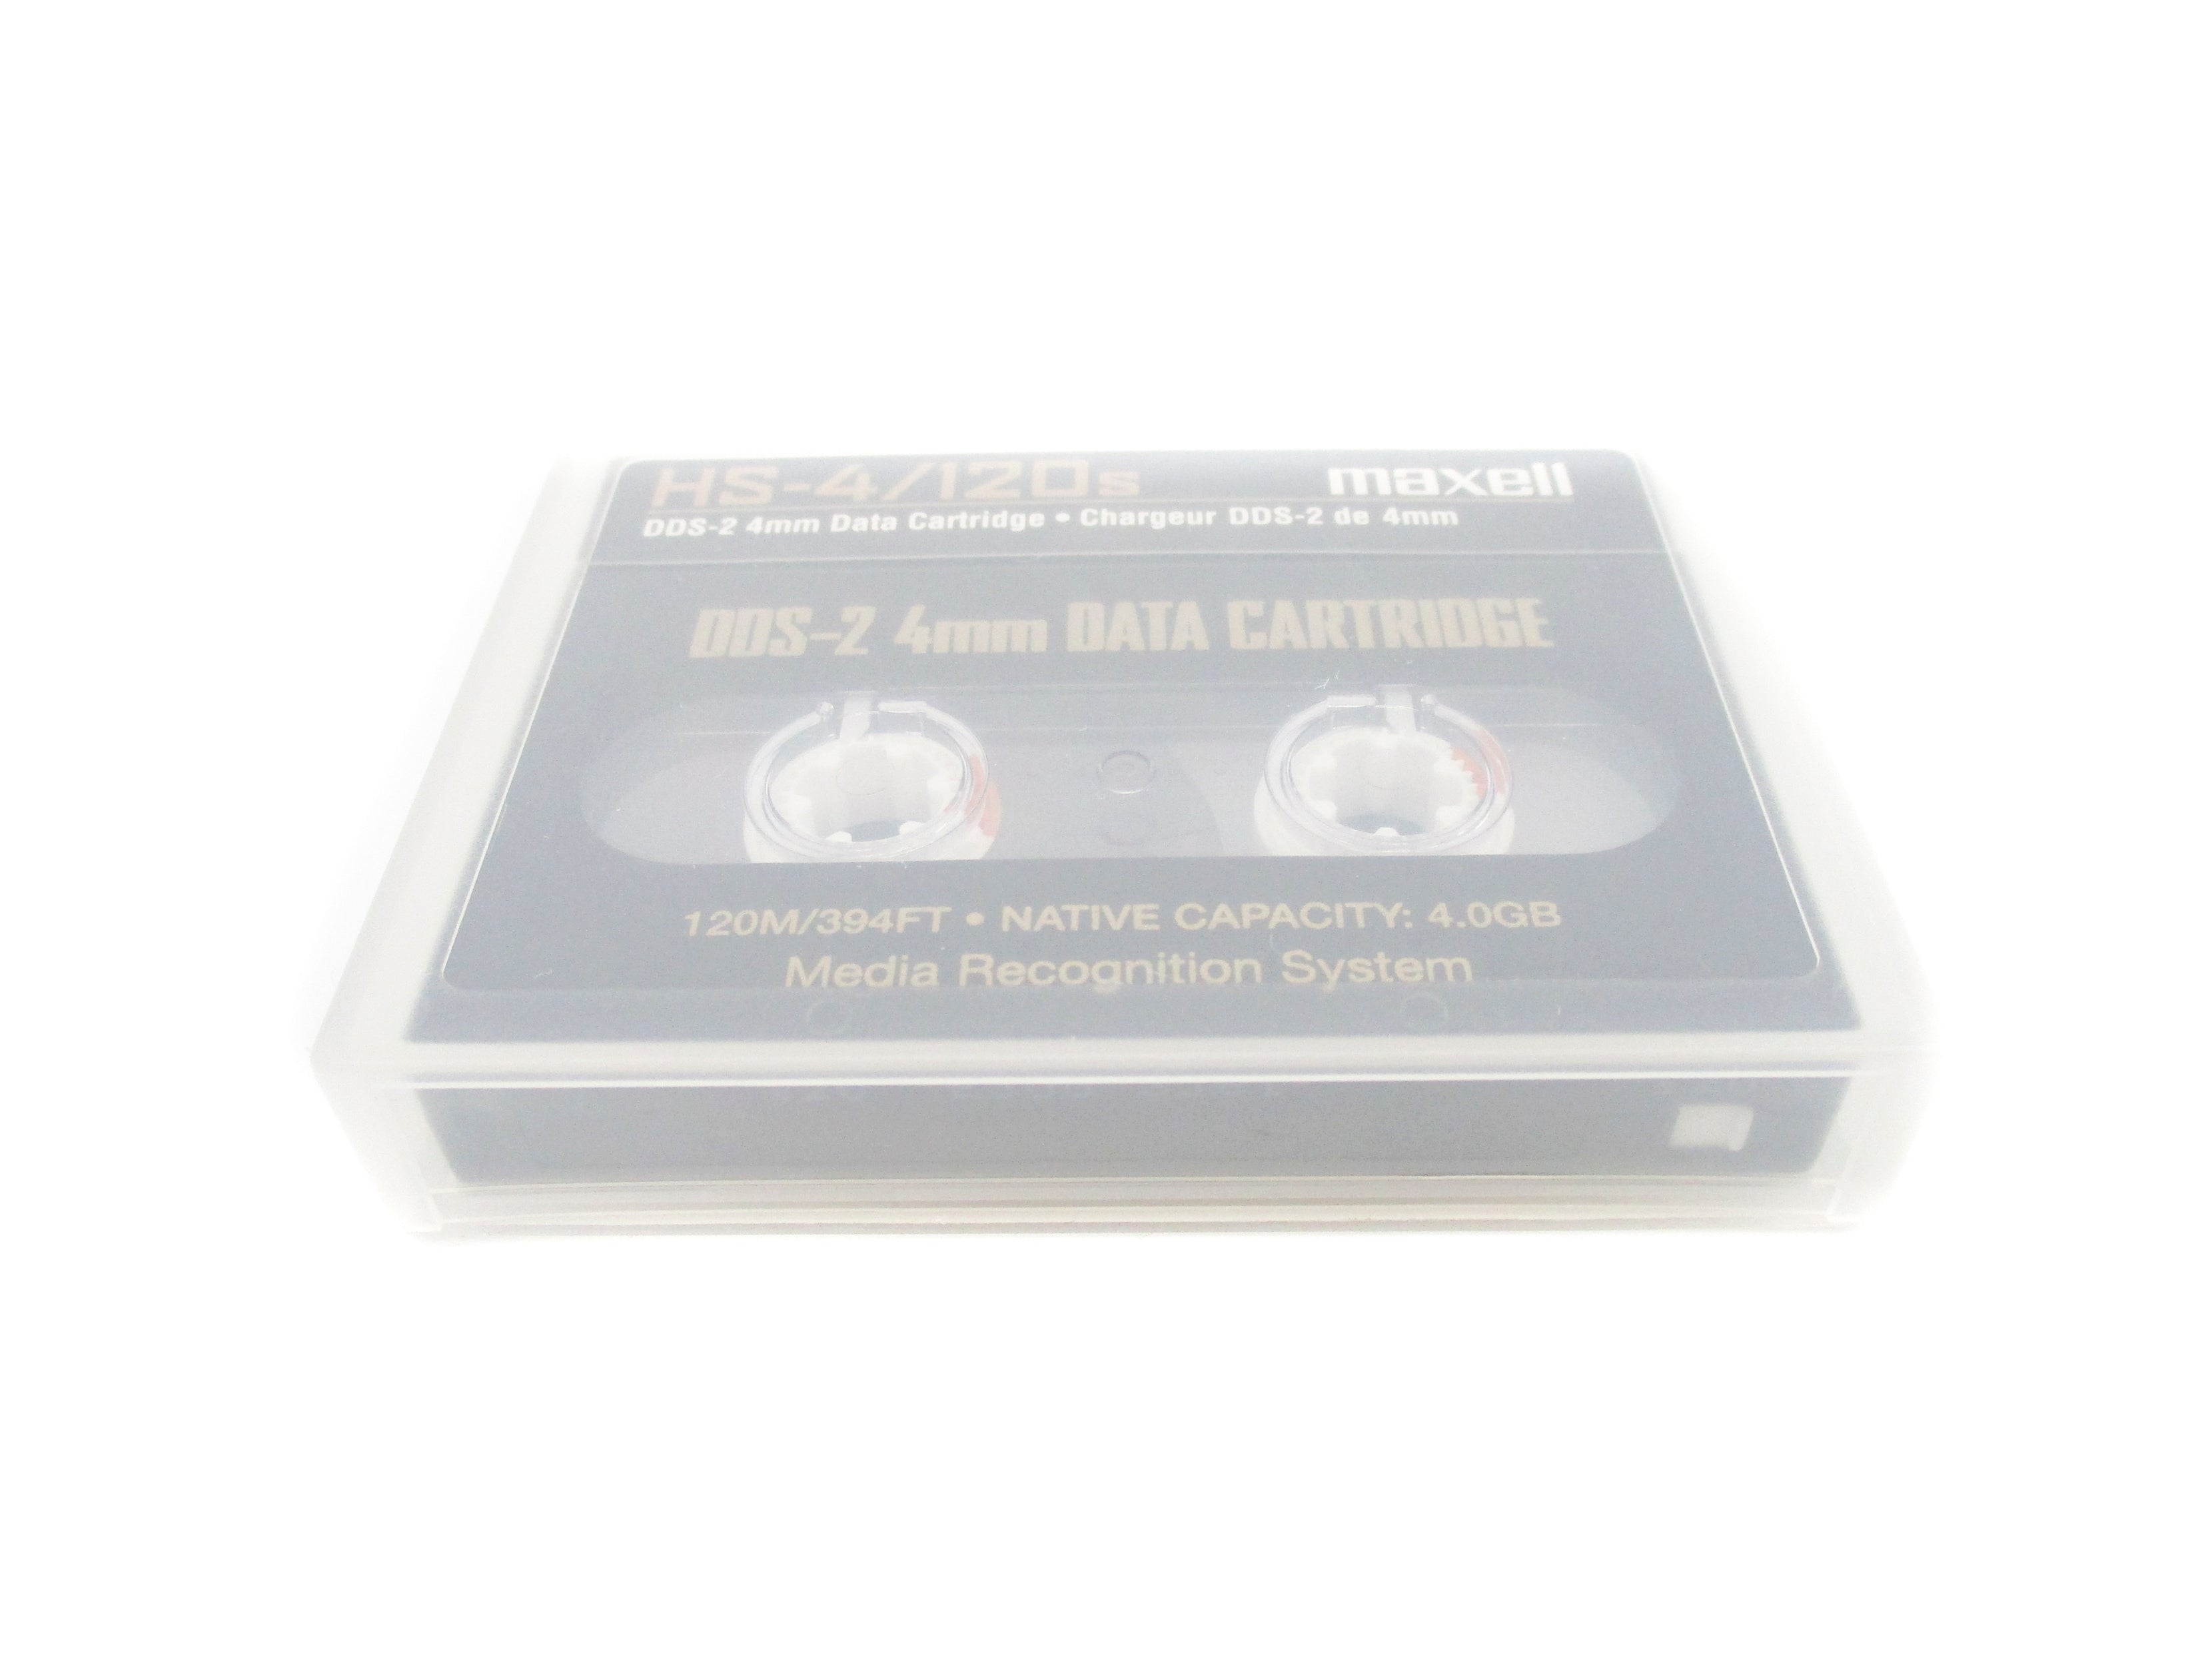 HS-4/120s maxell
DDS-2 4mm Data Cartridge • Chargeur DDS-2 de 4mm
DDS-2 4mm DATA CARTRIDGE
120M/394FT • NATIVE CAPACITY: 4.0GB
Media Recognition System